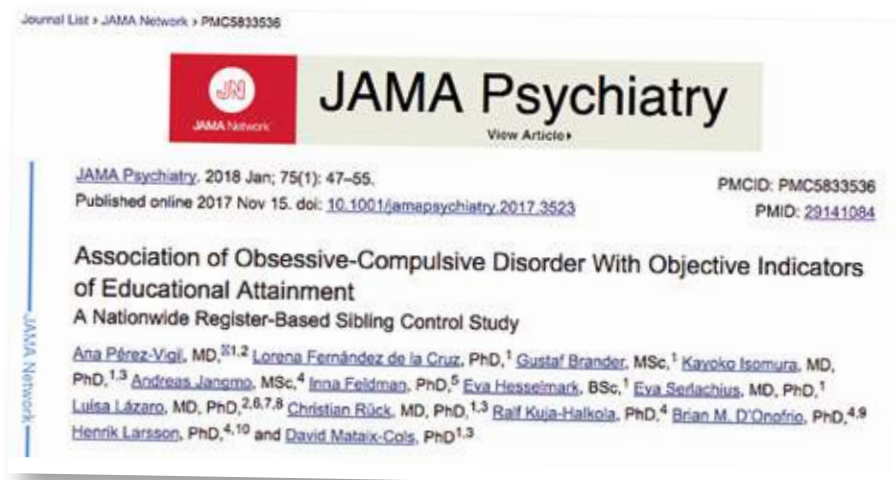 Journal List > JAMA Network > PMC5833536
JN
JAMA Network
JAMA Psychiatry
View Article ▸
JAMA Psychiatry. 2018 Jan; 75(1): 47–55.
PMCID: PMC5833536
Published online 2017 Nov 15. doi: 10.1001/jamapsychiatry.2017.3523
PMID: 29141084
Association of Obsessive-Compulsive Disorder With Objective Indicators
of Educational Attainment
A Nationwide Register-Based Sibling Control Study
Ana Pérez-Vigil, MD,✉1,2 Lorena Fernández de la Cruz, PhD,1 Gustaf Brander, MSc,1 Kayoko Isomura, MD,
PhD,1,3 Andreas Jangmo, MSc,4 Inna Feldman, PhD,5 Eva Hesselmark, BSc,1 Eva Serlachius, MD, PhD,1
Luisa Lázaro, MD, PhD,2,6,7,8 Christian Rück, MD, PhD,1,3 Ralf Kuja-Halkola, PhD,4 Brian M. D'Onofrio, PhD,4,9
Henrik Larsson, PhD,4,10 and David Mataix-Cols, PhD1,3
JAMA Network